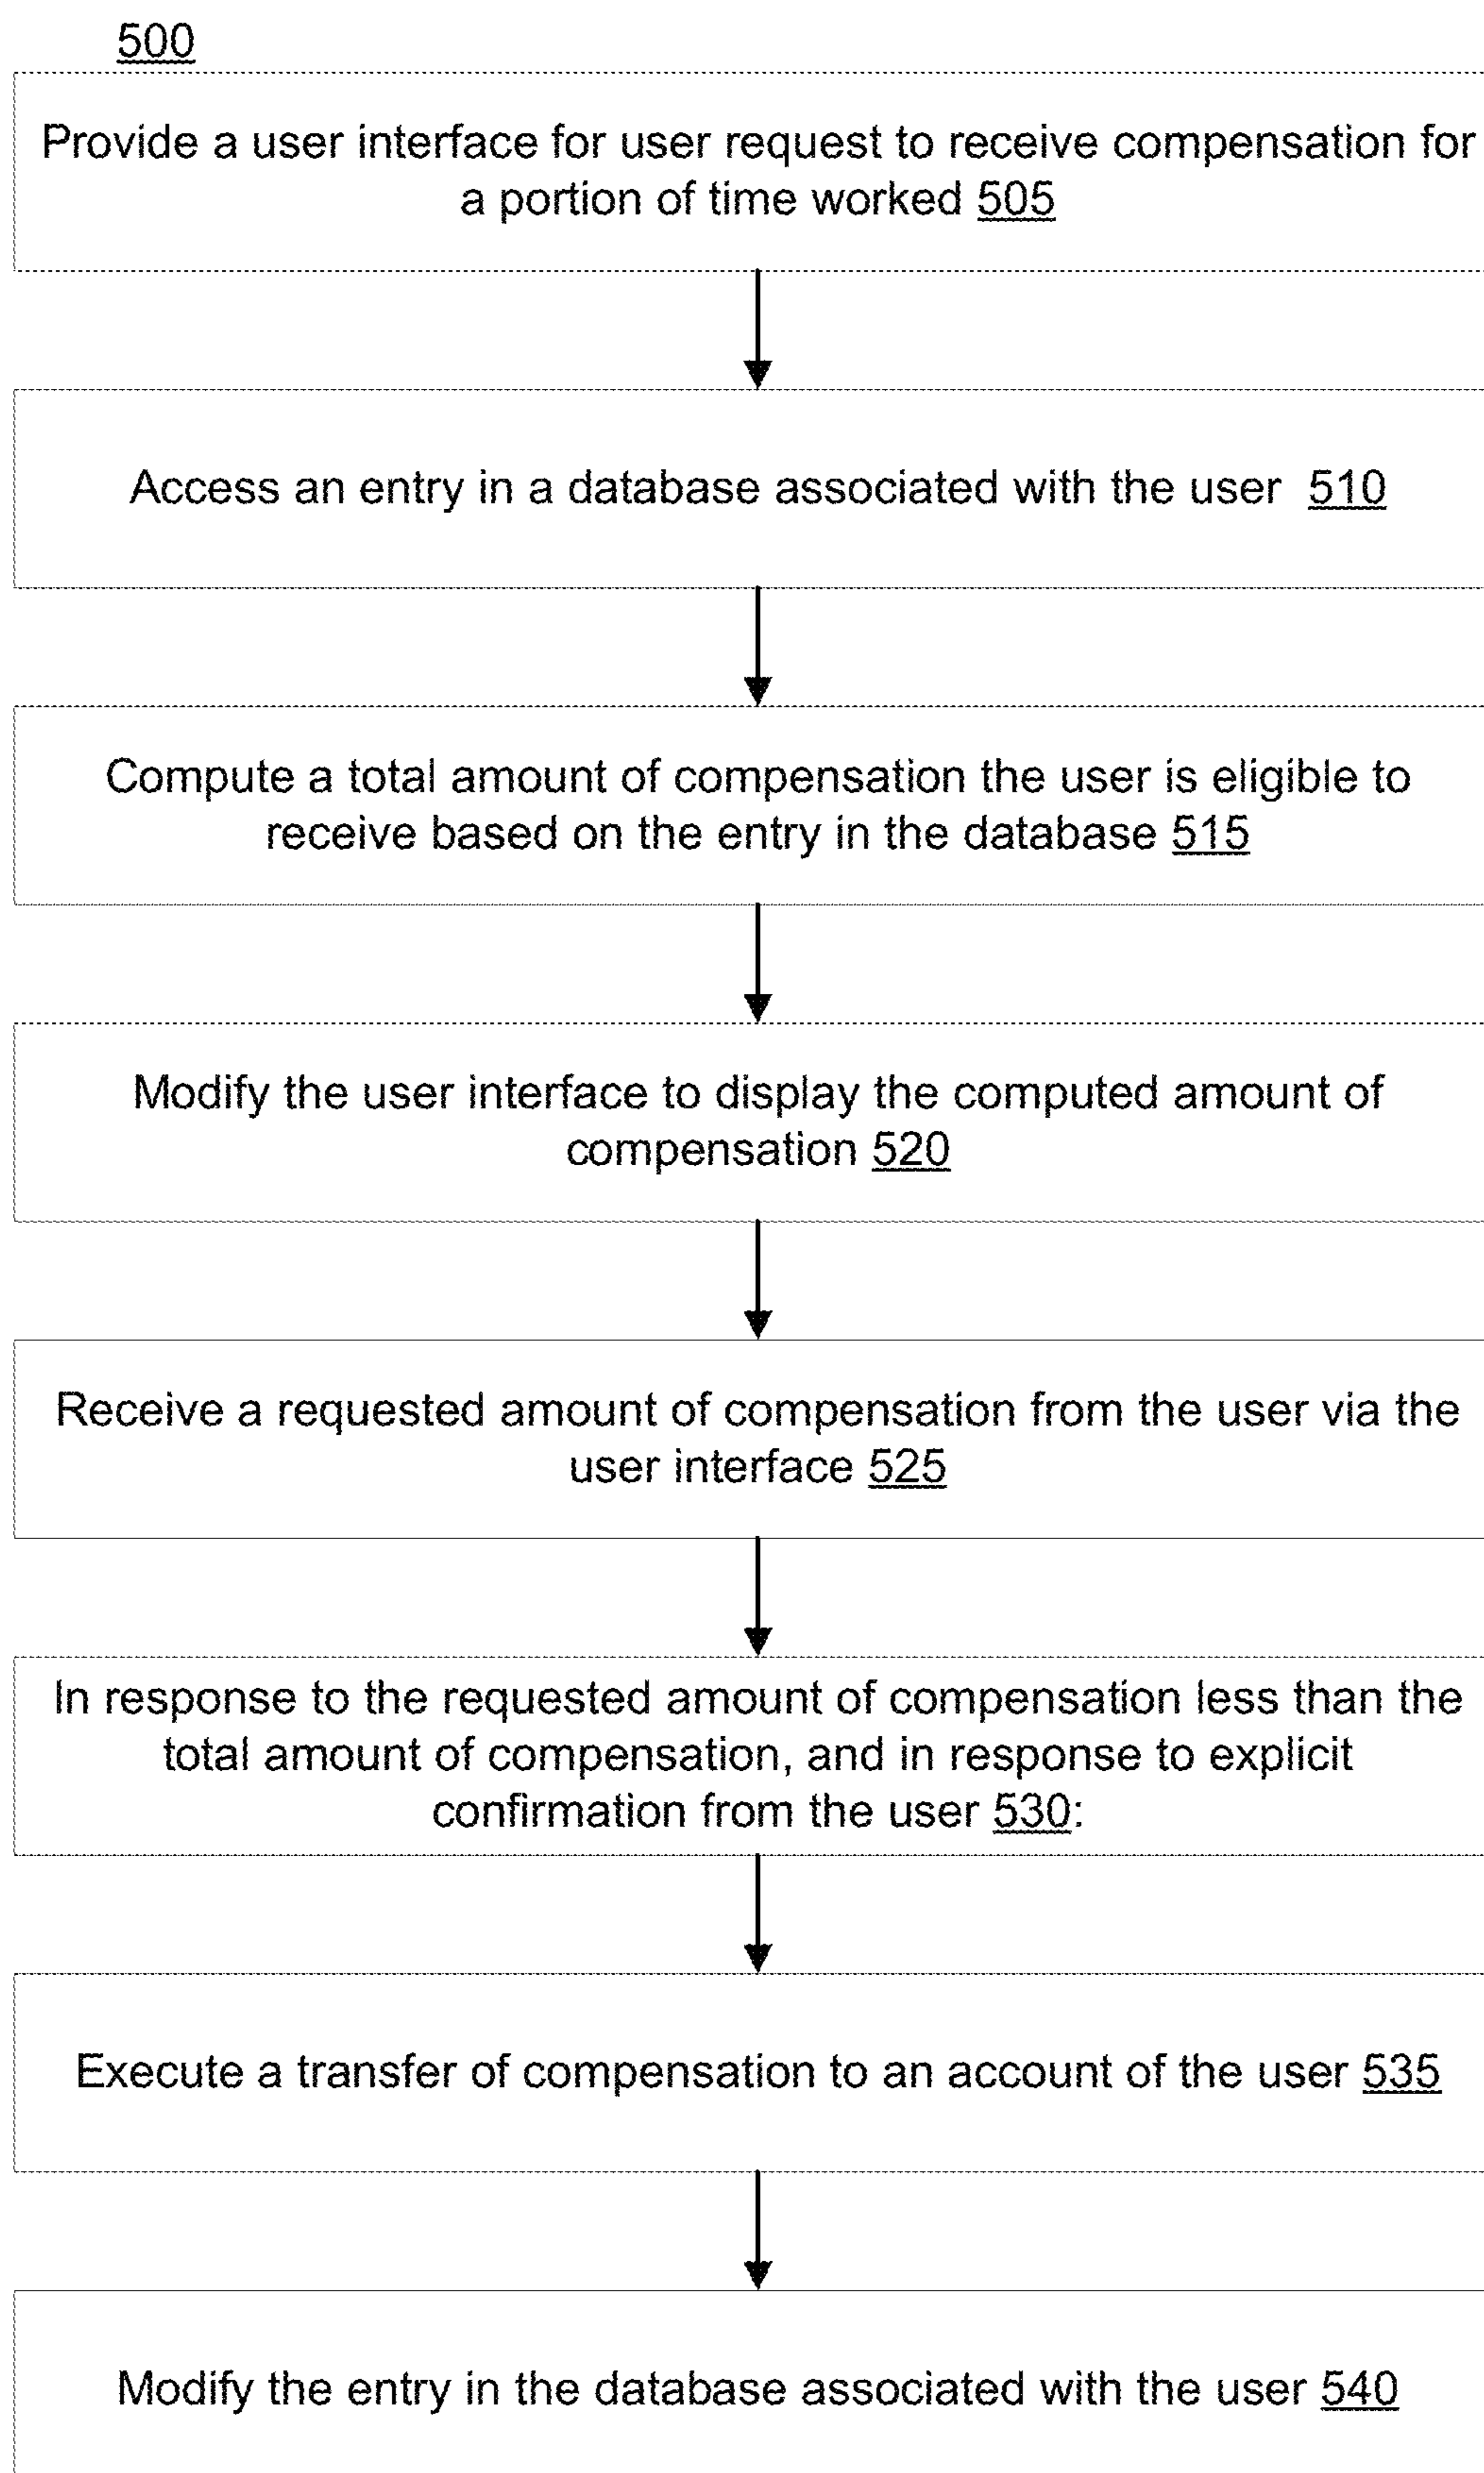 500
Provide a user interface for user request to receive compensation for
a portion of time worked 505
Access an entry in a database associated with the user 510
Compute a total amount of compensation the user is eligible to
receive based on the entry in the database 515
Modify the user interface to display the computed amount of
compensation 520
Receive a requested amount of compensation from the user via the
user interface 525
In response to the requested amount of compensation less than the
total amount of compensation, and in response to explicit
confirmation from the user 530:
Execute a transfer of compensation to an account of the user 535
Modify the entry in the database associated with the user 540